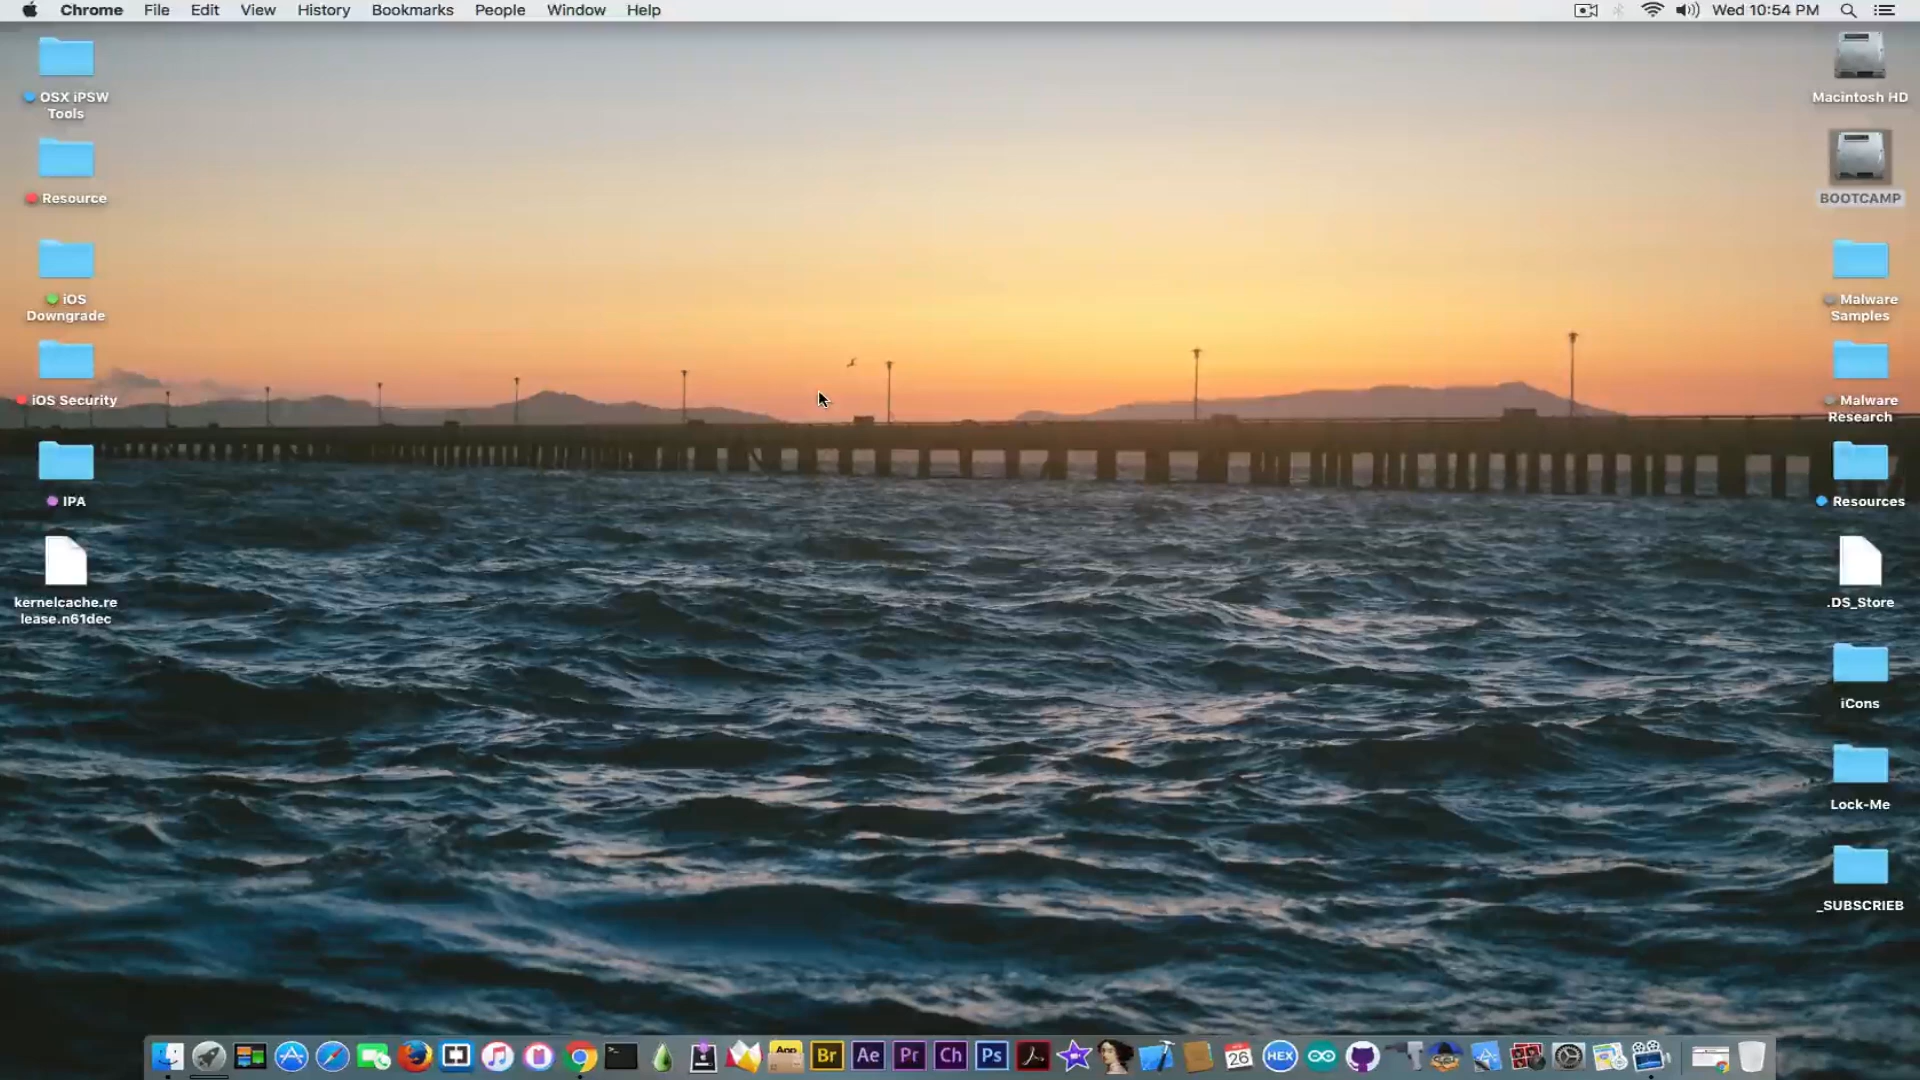 Chrome File Edit View History Bookmarks People Window Help Wed 10:54 PM
OSX iPSW
Tools
Resource
iOS
Downgrade
iOS Security
IPA
kernelcache.re
lease.n61dec
Macintosh HD
BOOTCAMP
Malware
Samples
Malware
Research
Resources
.DS_Store
iCons
Lock-Me
_SUBSCRIEB
App Br Ae Pr Ch Ps 26 HEX